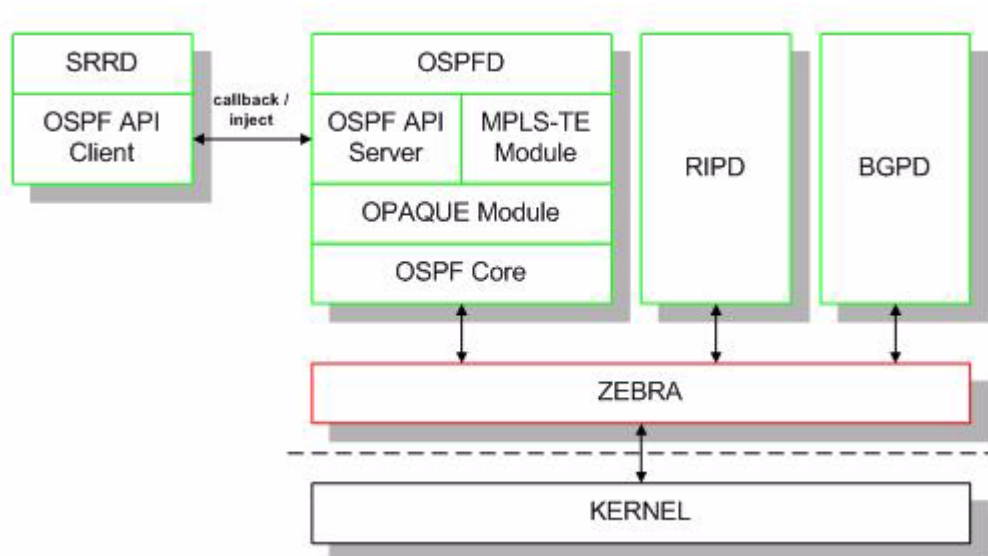 SRRD
OSPF API
Client
callback /
inject
OSPFD
OSPF API
Server
MPLS-TE
Module
OPAQUE Module
OSPF Core
RIPD
BGPD
ZEBRA
KERNEL